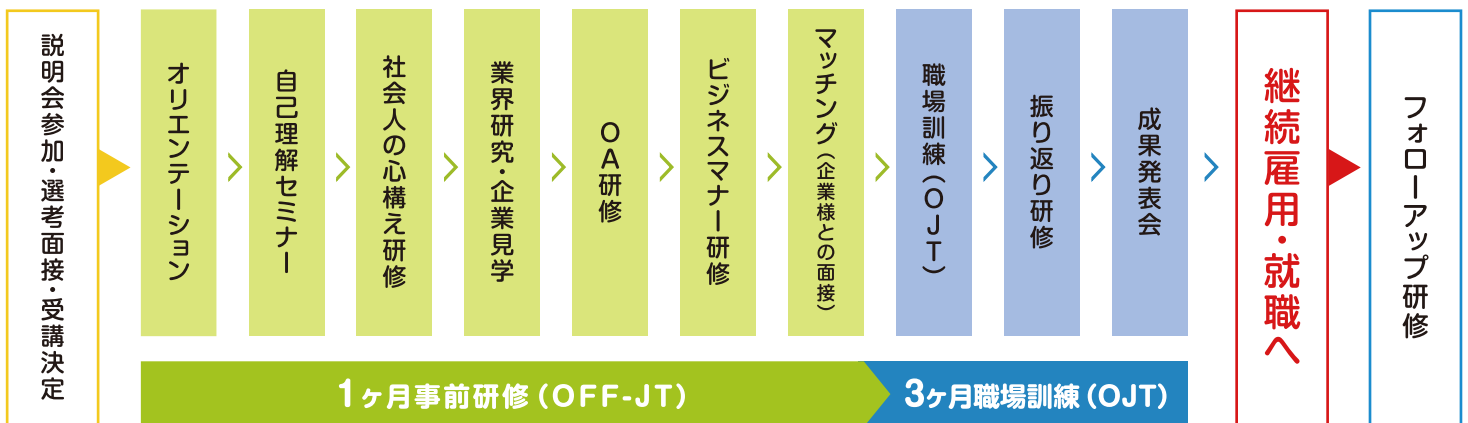 説明会参加・選考面接・受講決定
オリエンテーション
自己理解セミナー
社会人の心構え研修
業界研究・企業見学
OA研修
ビジネスマナー研修
マッチング（企業様との面接）
職場訓練（OJT）
振り返り研修
成果発表会
継続雇用・就職へ
フォローアップ研修
1ヶ月事前研修（OFF-JT）
3ヶ月職場訓練（OJT）